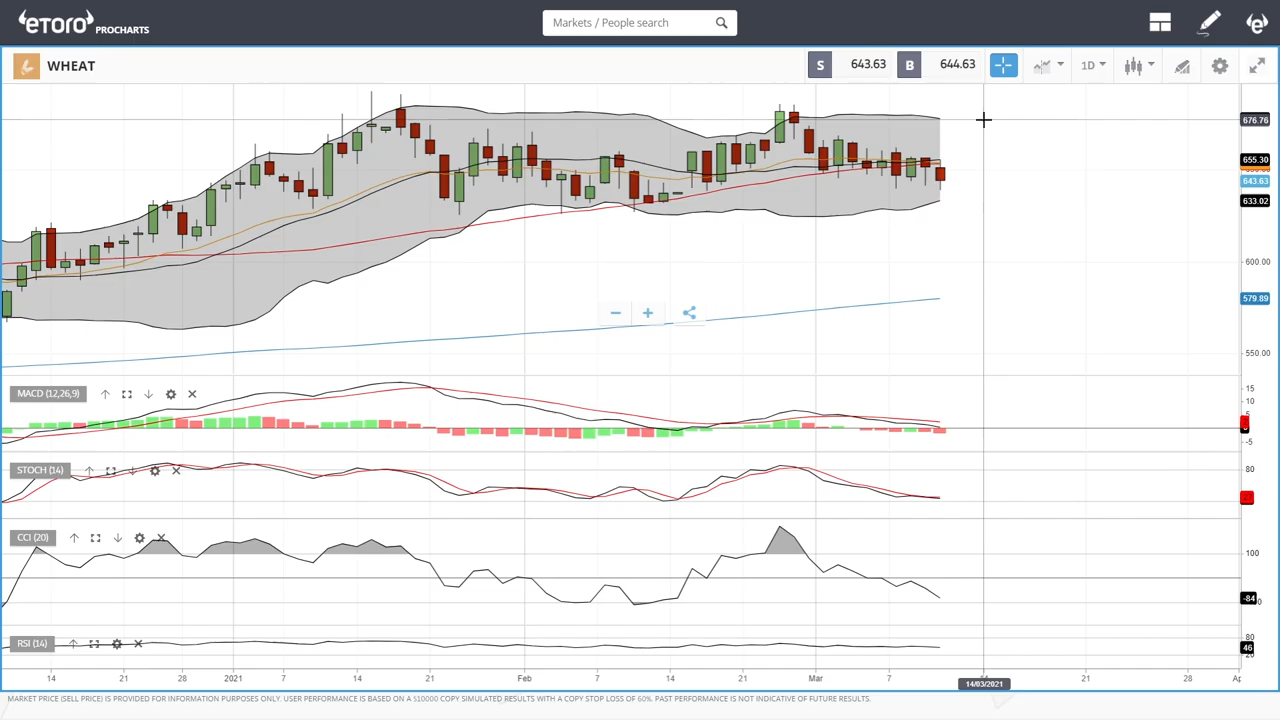 eTORO PROCHARTS
Markets / People search
WHEAT
S 643.63 B 644.63
1D
676.76
655.30
643.63
633.02
600.00
579.89
550.00
MACD (12,26,9)
15
10
5
-5
STOCH (14)
80
CCI (20)
100
-84
RSI (14)
80
46
20
14 21 28 2021 7 14 21 Feb 7 14 21 Mar 7 21 28
14/03/2021
MARKET PRICE (SELL PRICE) IS PROVIDED FOR INFORMATION PURPOSES ONLY. USER PERFORMANCE IS BASED ON A $10000 COPY SIMULATED RESULTS WITH A COPY STOP LOSS OF 60%. PAST PERFORMANCE IS NOT INDICATIVE OF FUTURE RESULTS.